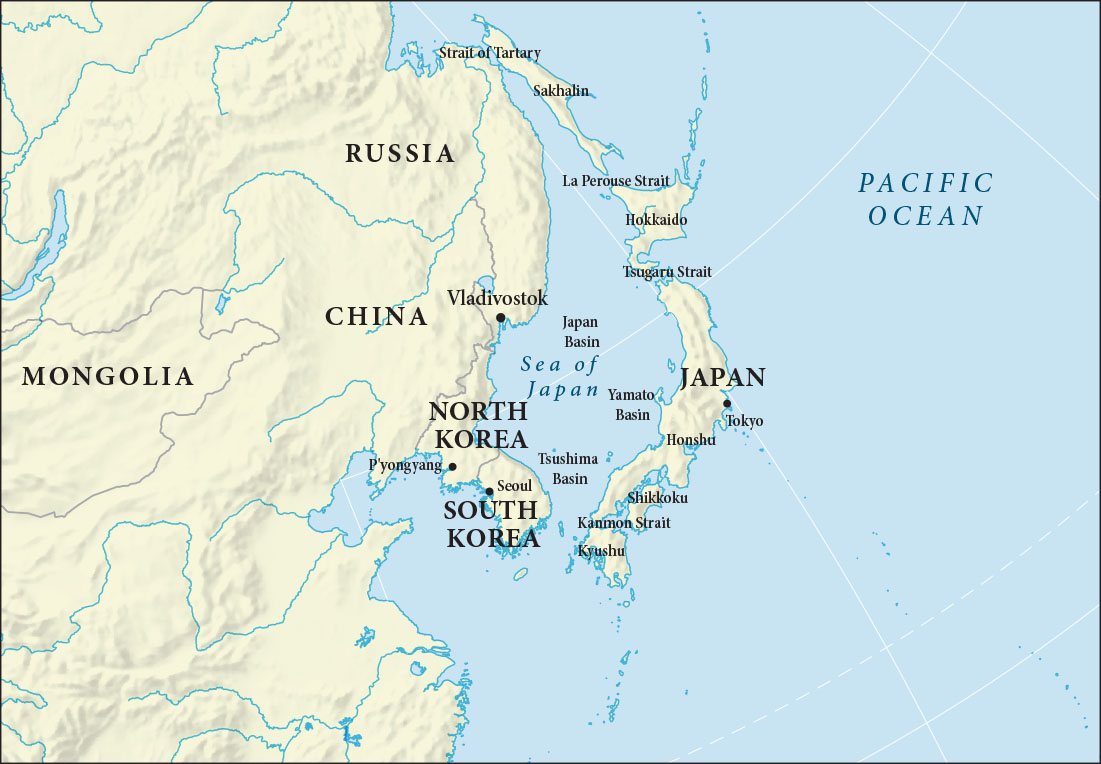 Strait of Tartary
Sakhalin
RUSSIA
La Perouse Strait
PACIFIC
OCEAN
Hokkaido
Tsugaru Strait
Vladivostok
CHINA
Japan
Basin
Sea of
Japan
MONGOLIA
JAPAN
Yamato
Basin
NORTH
KOREA
Tokyo
Honshu
P'yongyang
Tsushima
Basin
Seoul
Shikkoku
SOUTH
KOREA
Kanmon Strait
Kyushu